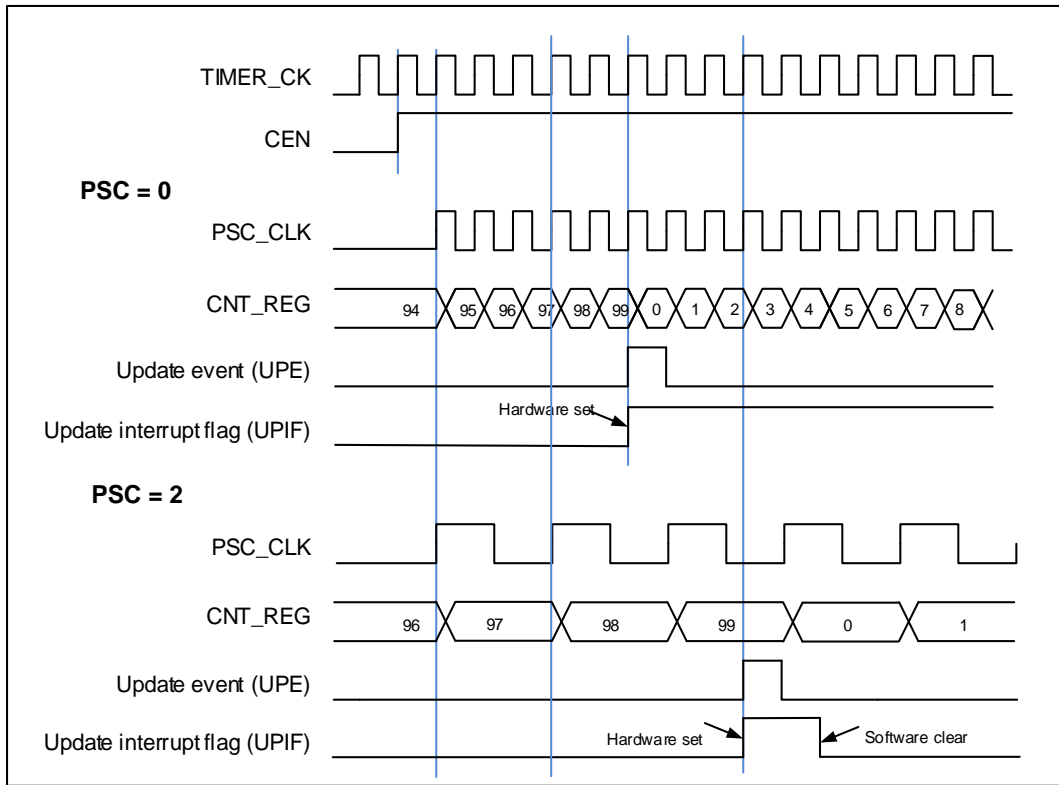 TIMER_CK
CEN
PSC = 0
PSC_CLK
CNT_REG 94 95 96 97 98 99 0 1 2 3 4 5 6 7 8
Update event (UPE)
Hardware set
Update interrupt flag (UPIF)
PSC = 2
PSC_CLK
CNT_REG 96 97 98 99 0 1
Update event (UPE)
Update interrupt flag (UPIF) Hardware set Software clear